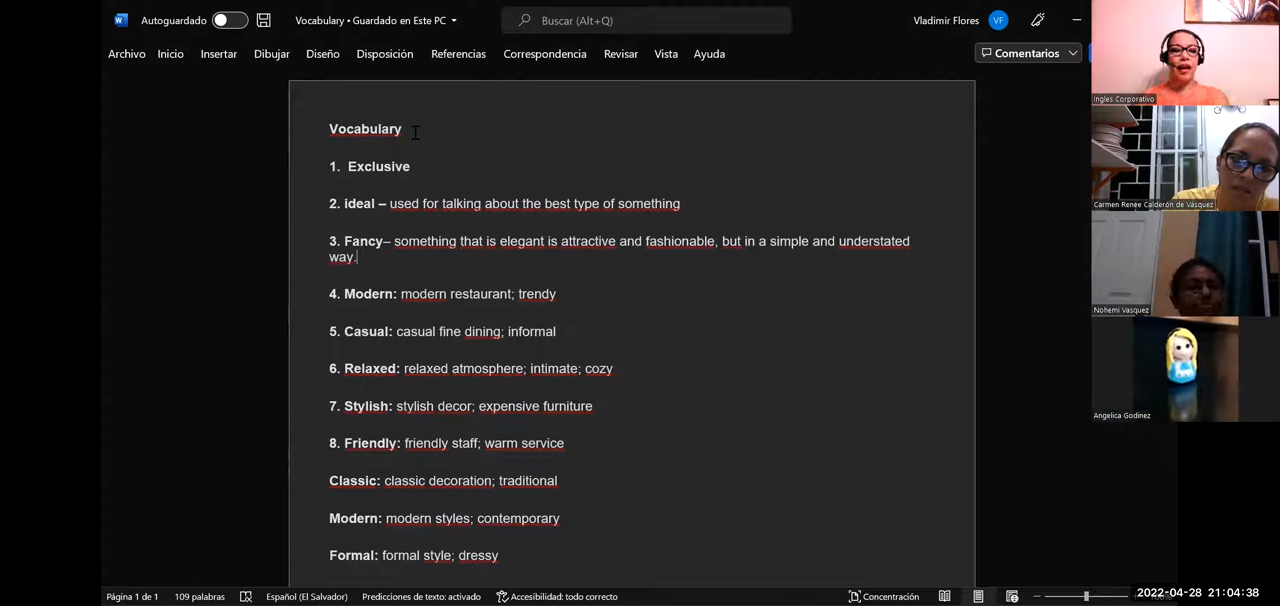 Autoguardado
Vocabulary • Guardado en Este PC
Buscar (Alt+Q)
Vladimir Flores
VF
Archivo Inicio Insertar Dibujar Diseño Disposición Referencias Correspondencia Revisar Vista Ayuda
Comentarios
Vocabulary
1. Exclusive
2. ideal – used for talking about the best type of something
3. Fancy– something that is elegant is attractive and fashionable, but in a simple and understated
way.
4. Modern: modern restaurant; trendy
5. Casual: casual fine dining; informal
6. Relaxed: relaxed atmosphere; intimate; cozy
7. Stylish: stylish decor; expensive furniture
8. Friendly: friendly staff; warm service
Classic: classic decoration; traditional
Modern: modern styles; contemporary
Formal: formal style; dressy
Ingles Corporativo
Carmen Renee Calderón de Vásquez
Nohemi Vasquez
Angelica Godinez
Página 1 de 1 109 palabras Español (El Salvador) Predicciones de texto: activado Accesibilidad: todo correcto Concentración
2022-04-28 21:04:38